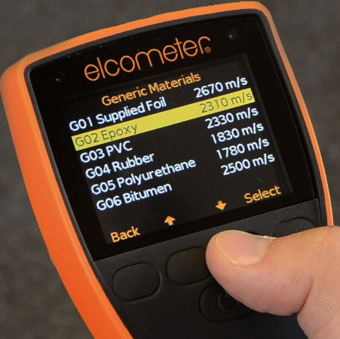 elcometer
Generic Materials
G01 Supplied Foil 2670 m/s
G02 Epoxy 2310 m/s
G03 PVC 2330 m/s
G04 Rubber 1830 m/s
G05 Polyurethane 1780 m/s
G06 Bitumen 2500 m/s
Back Select